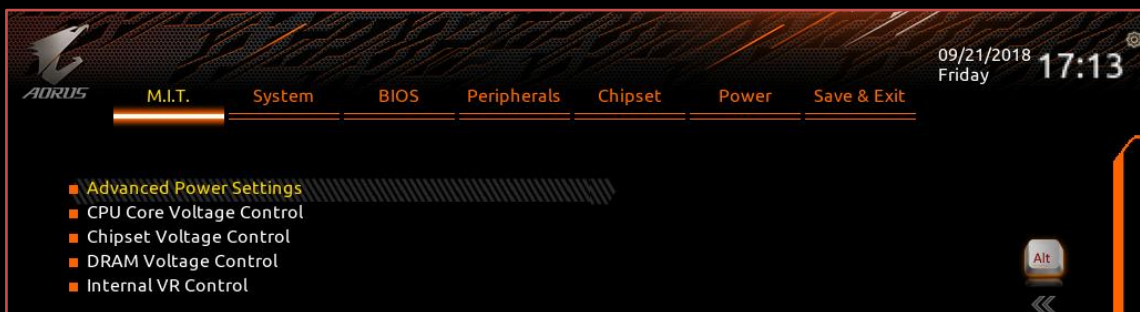 09/21/2018 17:13
Friday
AORUS
M.I.T. System BIOS Peripherals Chipset Power Save & Exit
Advanced Power Settings
CPU Core Voltage Control
Chipset Voltage Control
DRAM Voltage Control
Internal VR Control
Alt